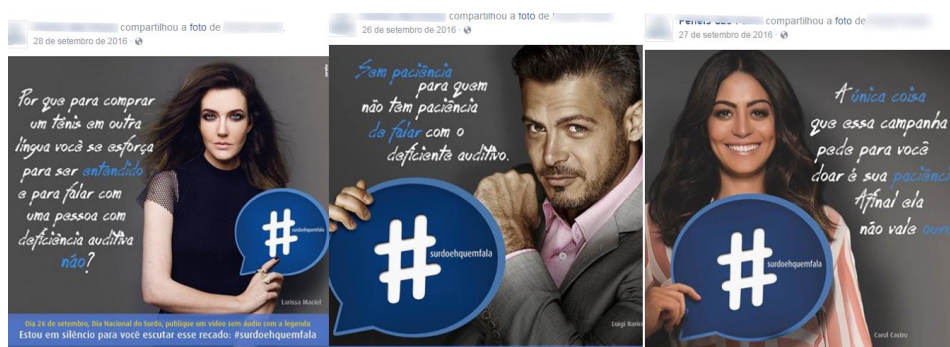 compartilhou a foto de
28 de setembro de 2016
Por que para comprar
um tênis em outra
língua você se esforça
para ser entendido
e para falar com
uma pessoa com
deficiência auditiva
não?
#
surdoehquemfala
Larissa Maciel
Dia 26 de setembro, Dia Nacional do Surdo, publique um vídeo sem áudio com a legenda
Estou em silêncio para você escutar esse recado: #surdoehquemfala
compartilhou a foto de
26 de setembro de 2016
Sem paciência
para quem
não tem paciência
de falar com o
deficiente auditivo.
#
surdoehquemfala
Luigi Baricelli
compartilhou a foto de
27 de setembro de 2016
A única coisa
que essa campanha
pede para você
doar é sua paciência
Afinal ela
não vale ouro
#
surdoehquemfala
Carol Castro